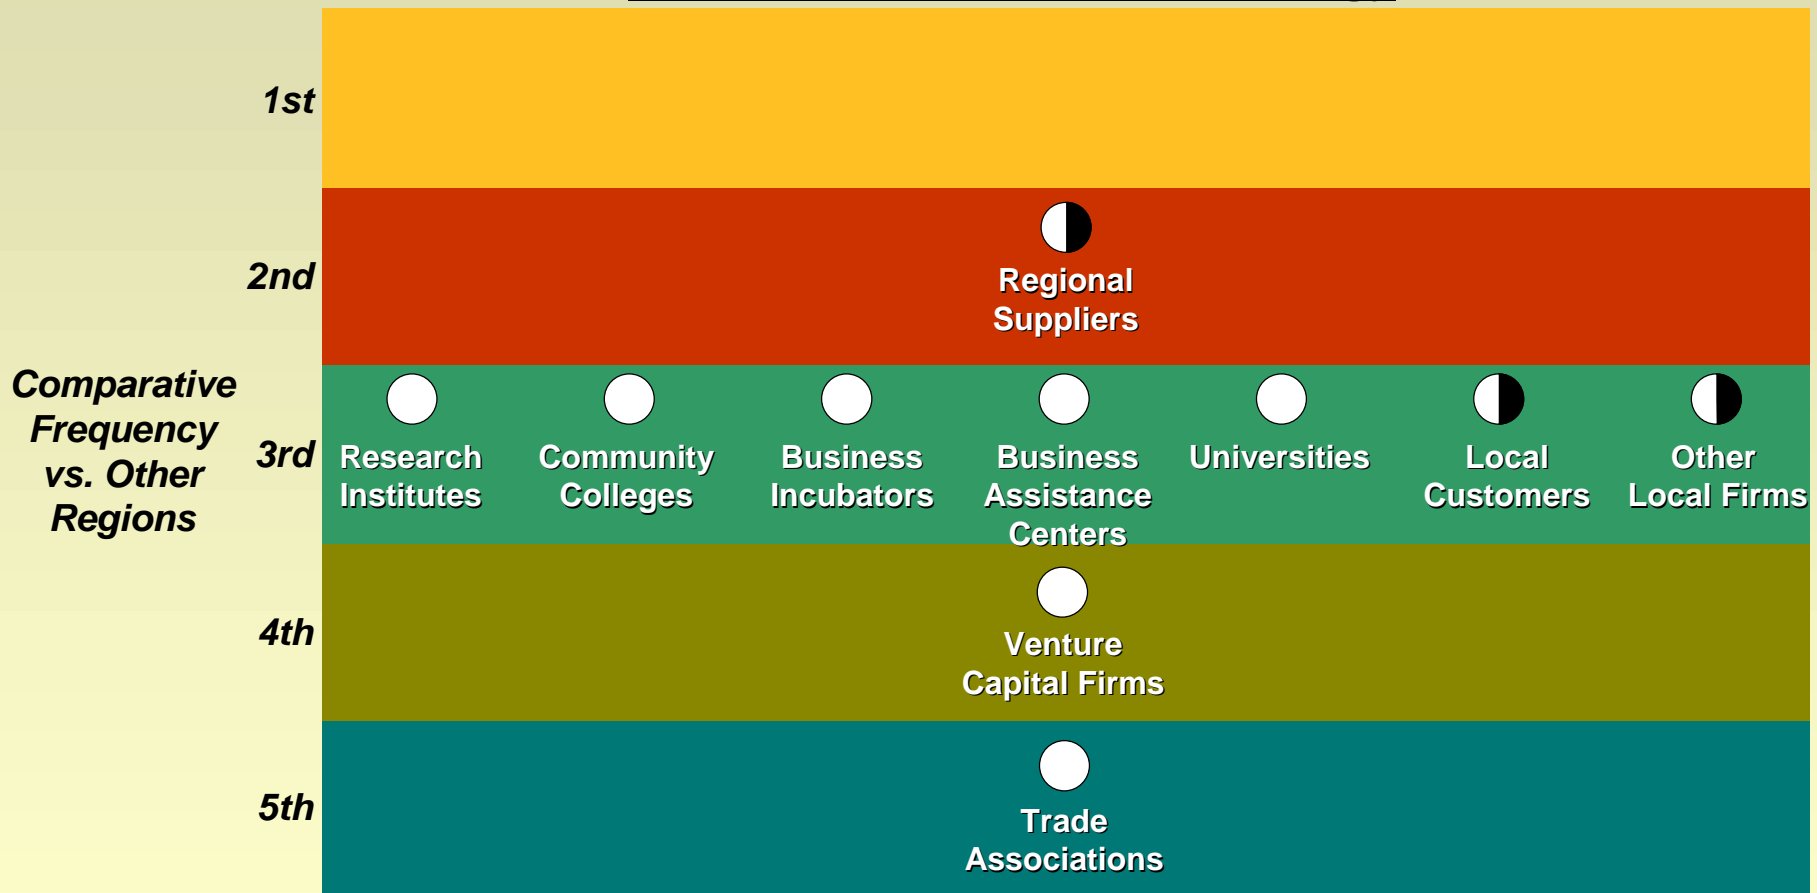 1st
2nd
Regional
Suppliers
Comparative
Frequency
vs. Other
Regions
3rd
Research
Institutes
Community
Colleges
Business
Incubators
Business
Assistance
Centers
Universities
Local
Customers
Other
Local Firms
4th
Venture
Capital Firms
5th
Trade
Associations